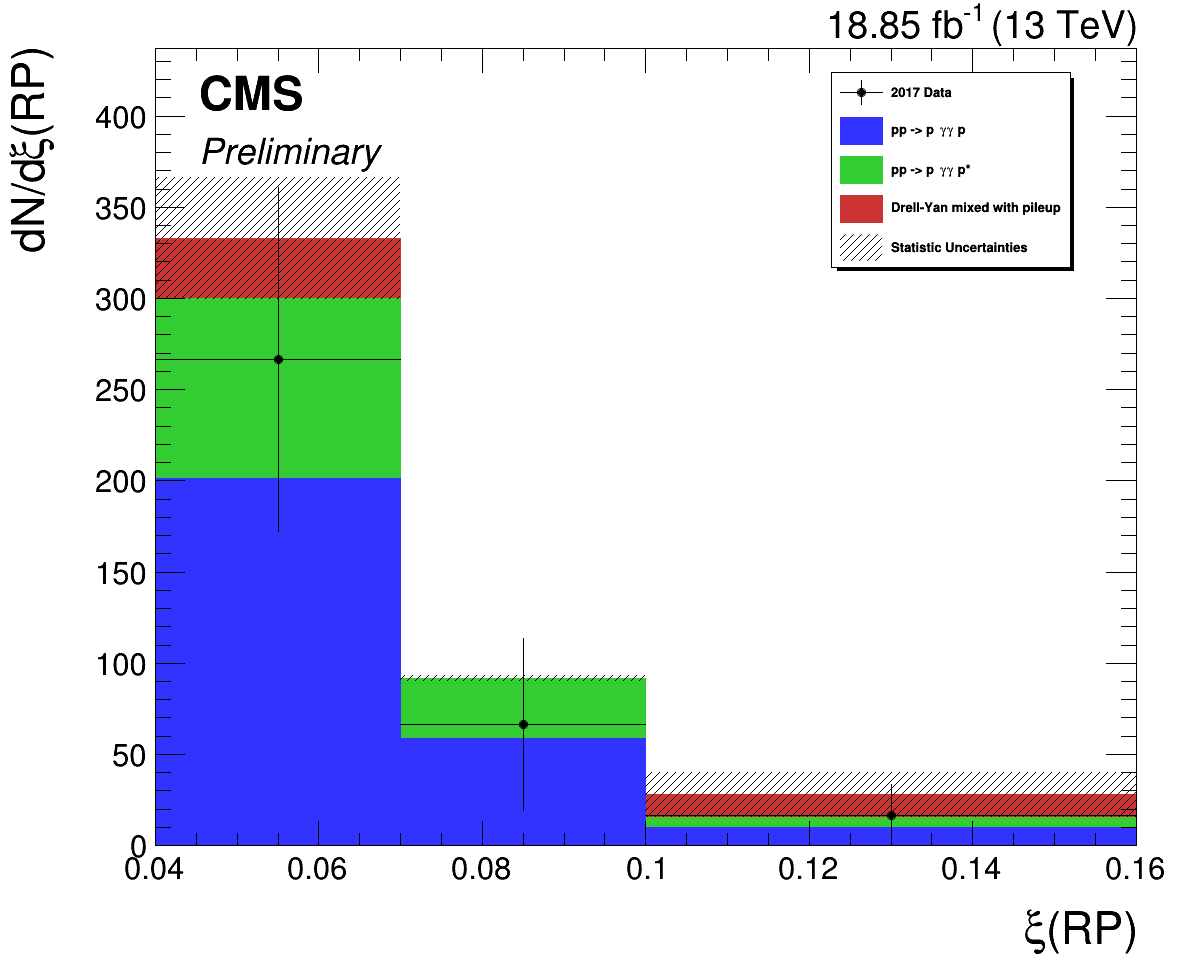 18.85 fb-1 (13 TeV)
dN/dξ(RP)
CMS
Preliminary
2017 Data
pp -> p γγ p
pp -> p γγ p*
Drell-Yan mixed with pileup
Statistic Uncertainties
400
350
300
250
200
150
100
50
0
0.04 0.06 0.08 0.1 0.12 0.14 0.16
ξ(RP)